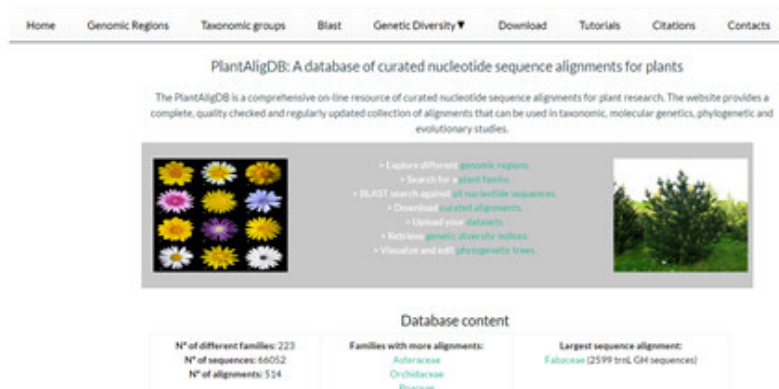 Home Genomic Regions Taxonomic groups Blast Genetic Diversity▼ Download Tutorials Citations Contacts
PlantAligDB: A database of curated nucleotide sequence alignments for plants
The PlantAligDB is a comprehensive on-line resource of curated nucleotide sequence alignments for plant research. The website provides a
complete, quality checked and regularly updated collection of alignments that can be used in taxonomic, molecular genetics, phylogenetic and
evolutionary studies.
> Explore different genomic regions.
> Search for a plant family.
> BLAST search against all nucleotide sequences.
> Download curated alignments.
> Upload your datasets.
> Retrieve genetic diversity indices.
> Visualize and edit phylogenetic trees.
Database content
Nº of different families: 223
Nº of sequences: 66052
Nº of alignments: 514
Families with more alignments:
Asteraceae
Orchidaceae
Poaceae
Largest sequence alignment:
Fabaceae (2599 trnL GH sequences)